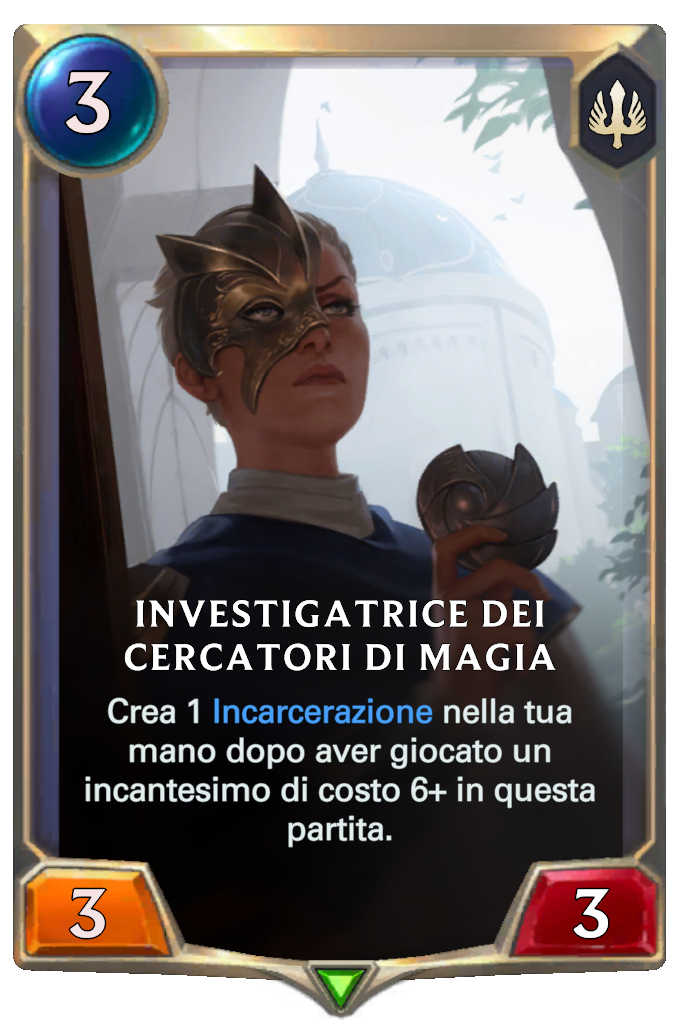 3
INVESTIGATRICE DEI
CERCATORI DI MAGIA
Crea 1 Incarcerazione nella tua
mano dopo aver giocato un
incantesimo di costo 6+ in questa
partita.
3
3